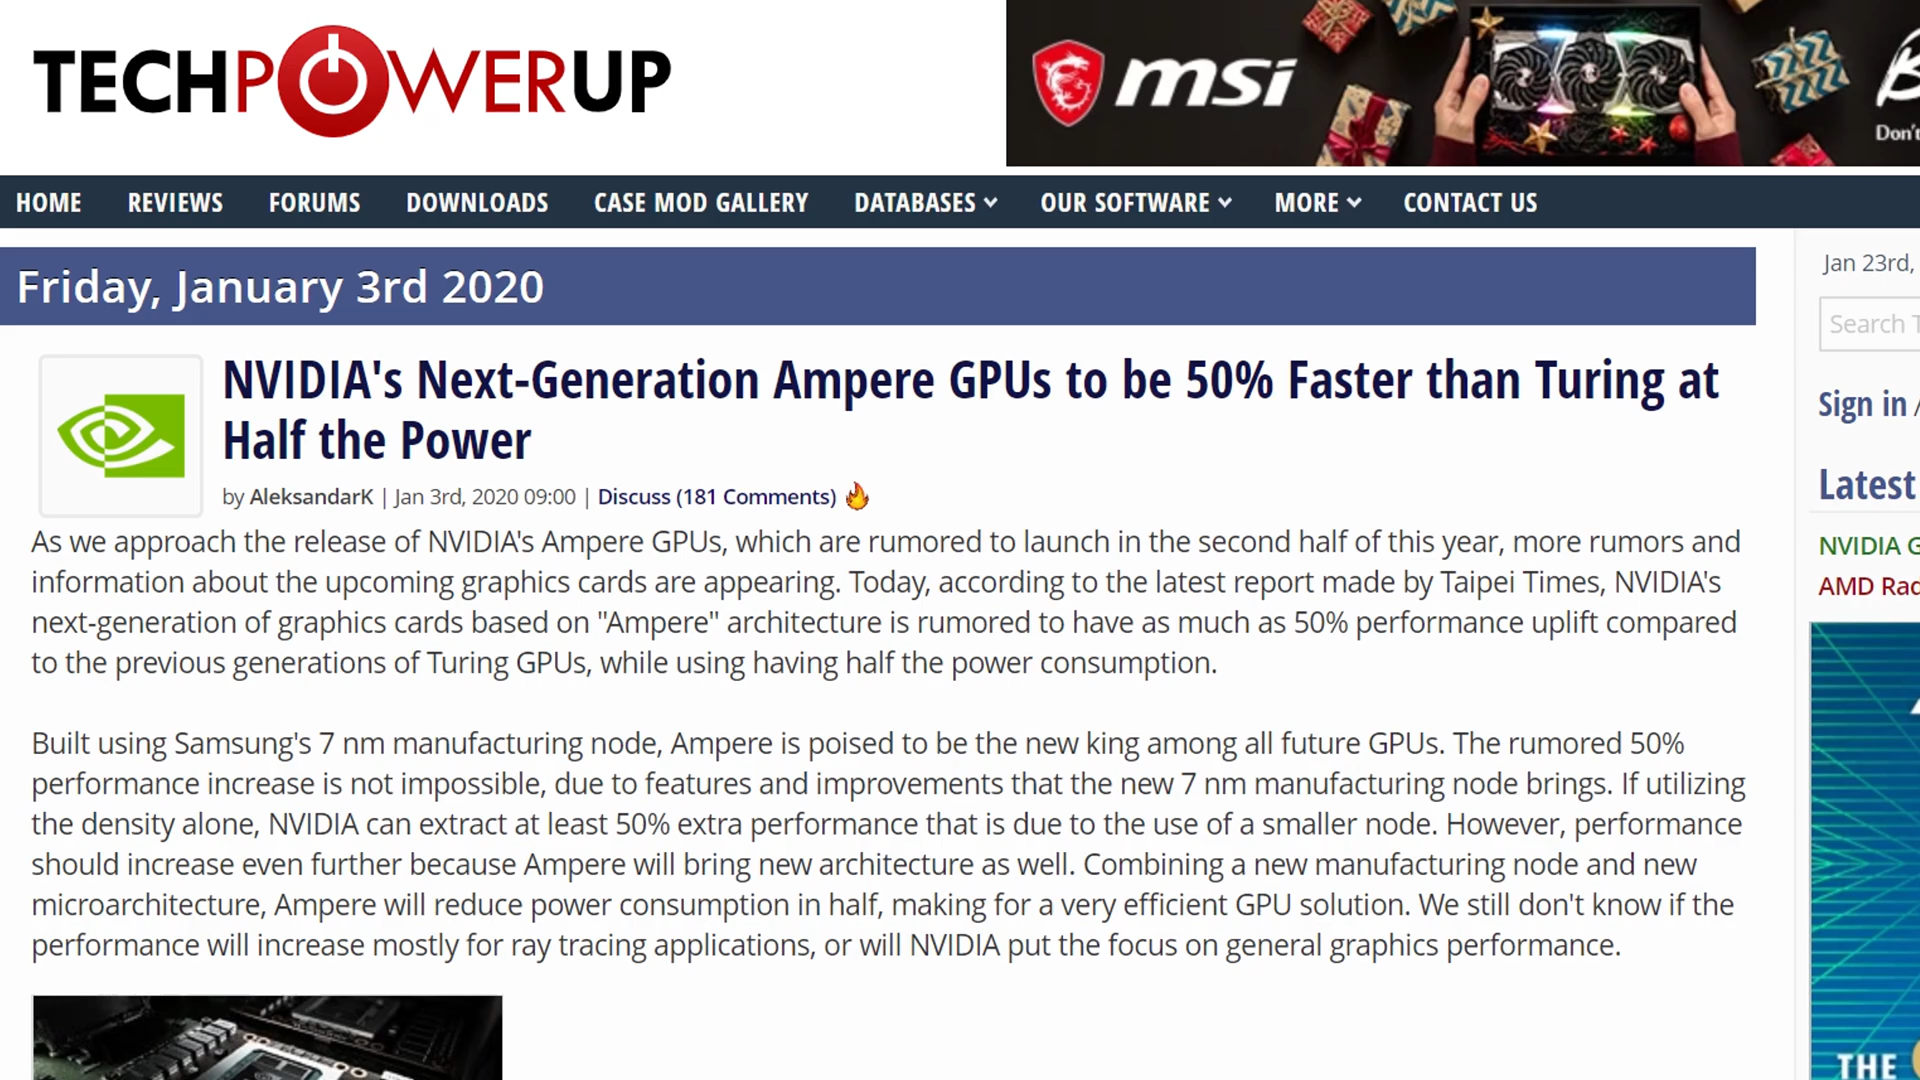 TECHPOWERUP
msi
Don't
HOME REVIEWS FORUMS DOWNLOADS CASE MOD GALLERY DATABASES OUR SOFTWARE MORE CONTACT US
Friday, January 3rd 2020
Jan 23rd,
Search
NVIDIA's Next-Generation Ampere GPUs to be 50% Faster than Turing at
Half the Power
by AleksandarK | Jan 3rd, 2020 09:00 | Discuss (181 Comments)
Sign in /
Latest
NVIDIA G
AMD Rad
As we approach the release of NVIDIA's Ampere GPUs, which are rumored to launch in the second half of this year, more rumors and
information about the upcoming graphics cards are appearing. Today, according to the latest report made by Taipei Times, NVIDIA's
next-generation of graphics cards based on "Ampere" architecture is rumored to have as much as 50% performance uplift compared
to the previous generations of Turing GPUs, while using having half the power consumption.
Built using Samsung's 7 nm manufacturing node, Ampere is poised to be the new king among all future GPUs. The rumored 50%
performance increase is not impossible, due to features and improvements that the new 7 nm manufacturing node brings. If utilizing
the density alone, NVIDIA can extract at least 50% extra performance that is due to the use of a smaller node. However, performance
should increase even further because Ampere will bring new architecture as well. Combining a new manufacturing node and new
microarchitecture, Ampere will reduce power consumption in half, making for a very efficient GPU solution. We still don't know if the
performance will increase mostly for ray tracing applications, or will NVIDIA put the focus on general graphics performance.
THE